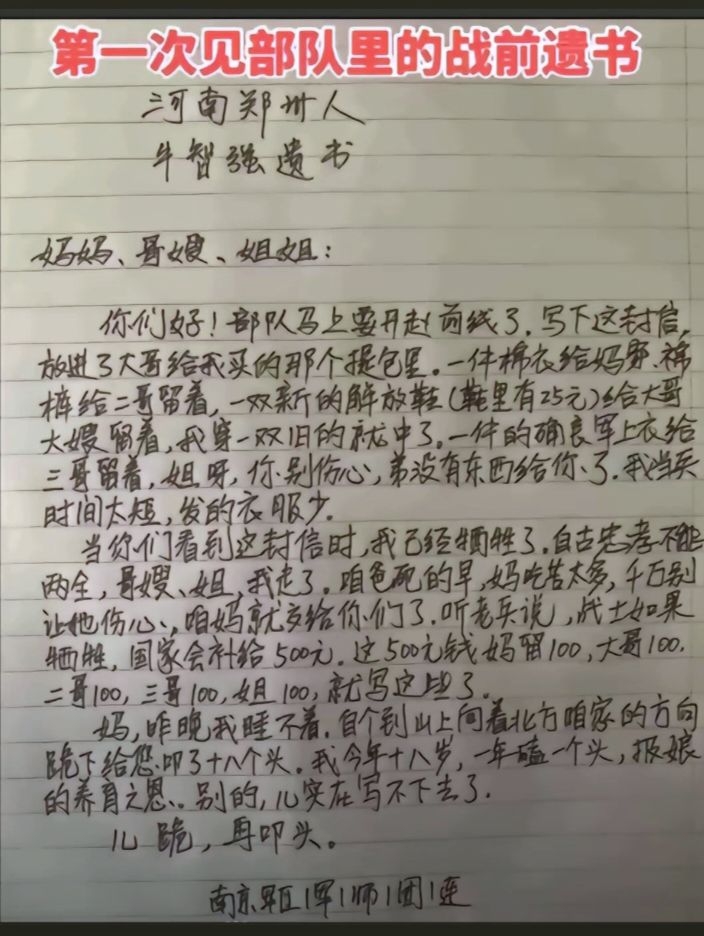 第一次见部队里的战前遗书
河南郑州人
牛智强遗书
妈妈、哥嫂、姐姐：
你们好！部队马上要开赴前线了.写下这封信，
放进了大哥给我买的那个提包里.一件棉衣给妈穿、棉
裤给二哥留着，一双新的解放鞋(鞋里有25元)给大哥
大嫂留着，我穿一双旧的就中了.一件的确良军上衣给
三哥留着，姐呀，你别伤心，弟没有东西给你了.我当兵
时间太短，发的衣服少.
当你们看到这封信时，我已经牺牲了.自古忠孝不能
两全，哥嫂、姐，我走了.咱爸死的早，妈吃苦太多，千万别
让她伤心、咱妈就交给你们了.听老兵说，战士如果
牺牲，国家会补给500元.这500元钱妈留100，大哥100.
二哥100，三哥100，姐100，就写这些了.
妈，昨晚我睡不着.自个到山上向着北方咱家的方向
跪下给您叩了十八个头.我今年十八岁，一年磕一个头，报娘
的养育之恩.别的，儿实在写不下去了.
儿跪，再叩头。
南京军区1军1师1团1连